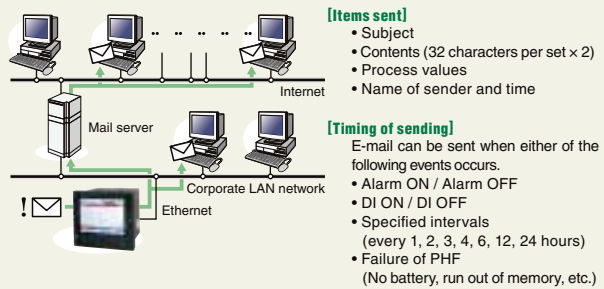 Internet
Mail server
Corporate LAN network
Ethernet
!
[Items sent]
• Subject
• Contents (32 characters per set × 2)
• Process values
• Name of sender and time
[Timing of sending]
E-mail can be sent when either of the
following events occurs.
• Alarm ON / Alarm OFF
• DI ON / DI OFF
• Specified intervals
(every 1, 2, 3, 4, 6, 12, 24 hours)
• Failure of PHF
(No battery, run out of memory, etc.)